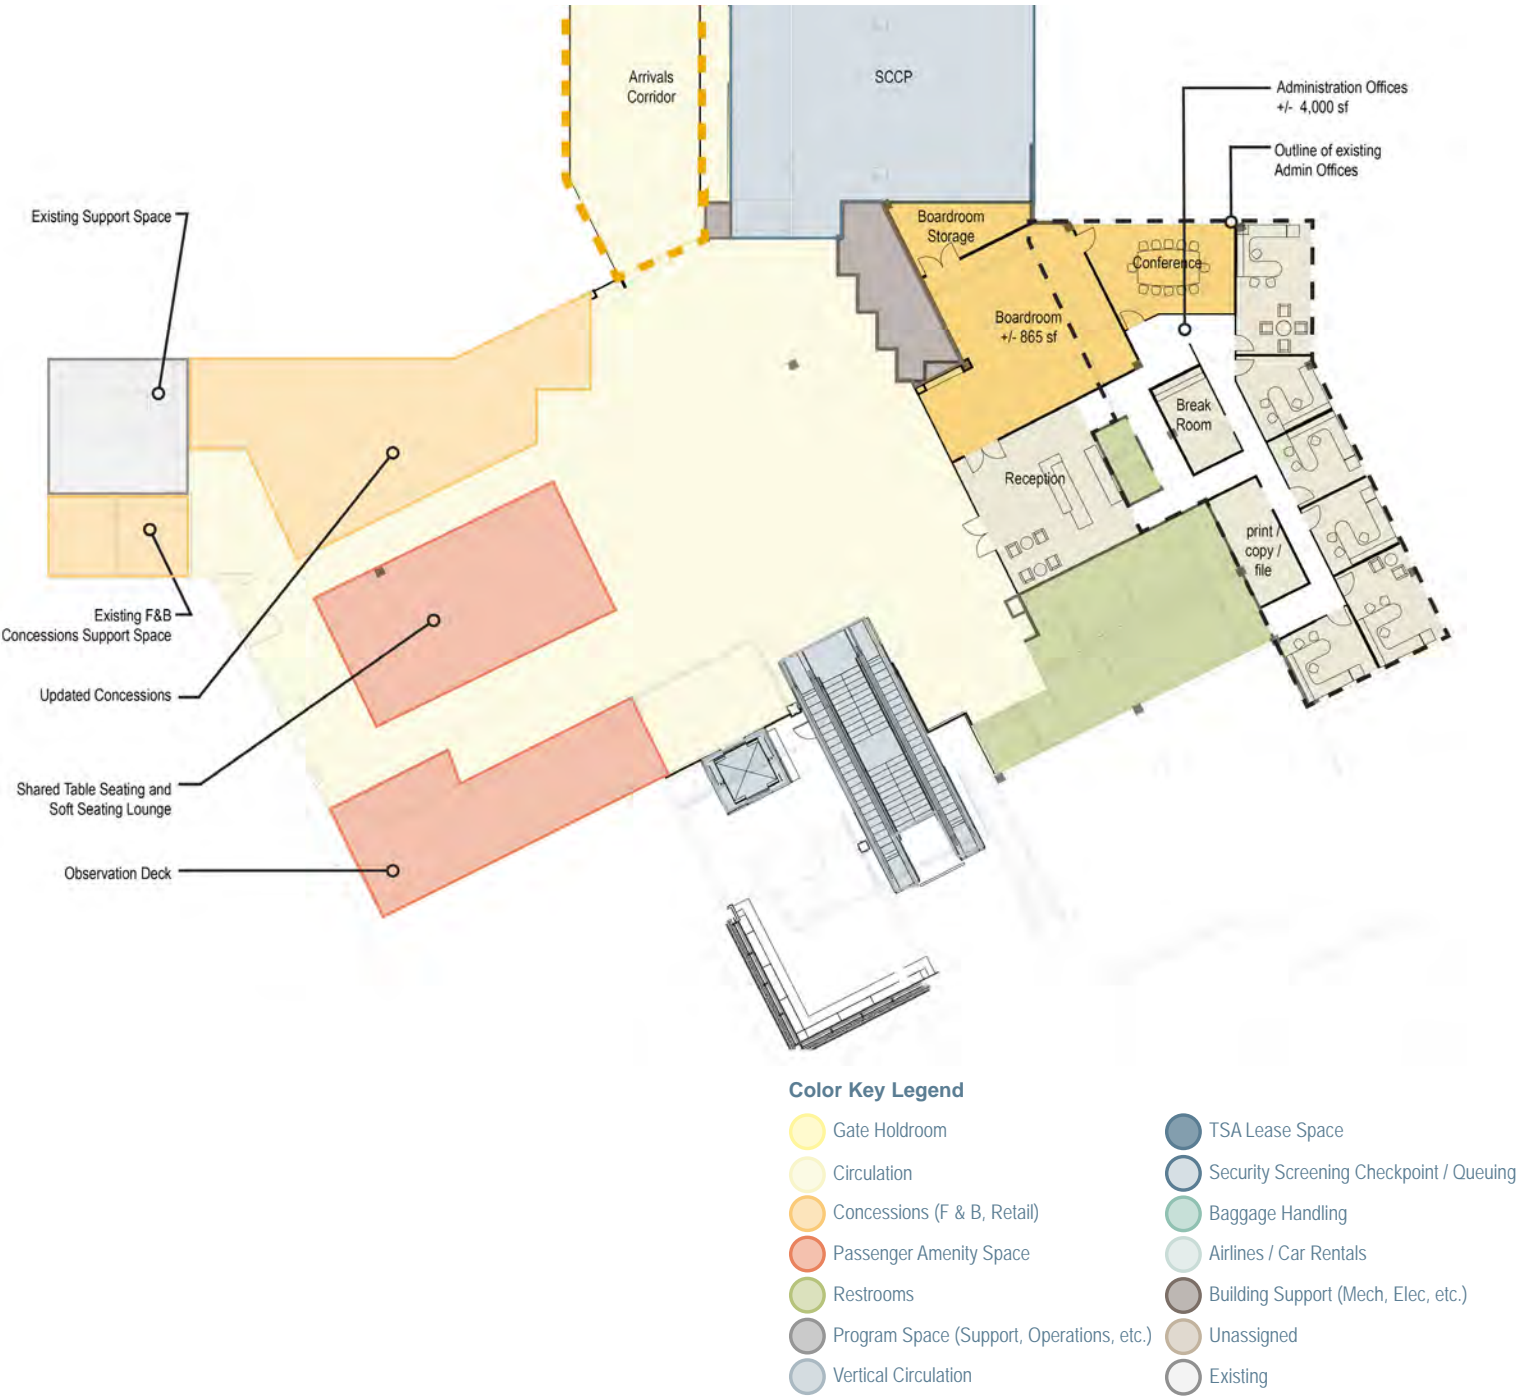 Arrivals
Corridor
SCCP
Administration Offices
+/-  4,000 sf
Outline of existing
Admin Offices
Existing Support Space
Boardroom
Storage
Conference
Boardroom
+/- 865 sf
Break
Room
Reception
print /
copy /
file
Existing F&B
Concessions Support Space
Updated Concessions
Shared Table Seating and
Soft Seating Lounge
Observation Deck
Color Key Legend
Gate Holdroom
Circulation
Concessions (F & B, Retail)
Passenger Amenity Space
Restrooms
Program Space (Support, Operations, etc.)
Vertical Circulation
TSA Lease Space
Security Screening Checkpoint / Queuing
Baggage Handling
Airlines / Car Rentals
Building Support (Mech, Elec, etc.)
Unassigned
Existing